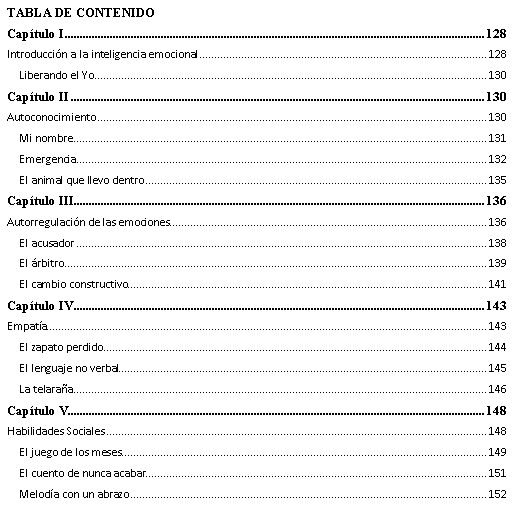 TABLA DE CONTENIDO
Capítulo I 128
Introducción a la inteligencia emocional 128
Liberando el Yo 130
Capítulo II 130
Autoconocimiento 130
Mi nombre 131
Emergencia 132
El animal que llevo dentro 135
Capítulo III 136
Autorregulación de las emociones 136
El acusador 138
El árbitro 139
El cambio constructivo 141
Capítulo IV 143
Empatía 143
El zapato perdido 144
El lenguaje no verbal 145
La telaraña 146
Capítulo V 148
Habilidades Sociales 148
El juego de los meses 149
El cuento de nunca acabar 151
Melodía con un abrazo 152